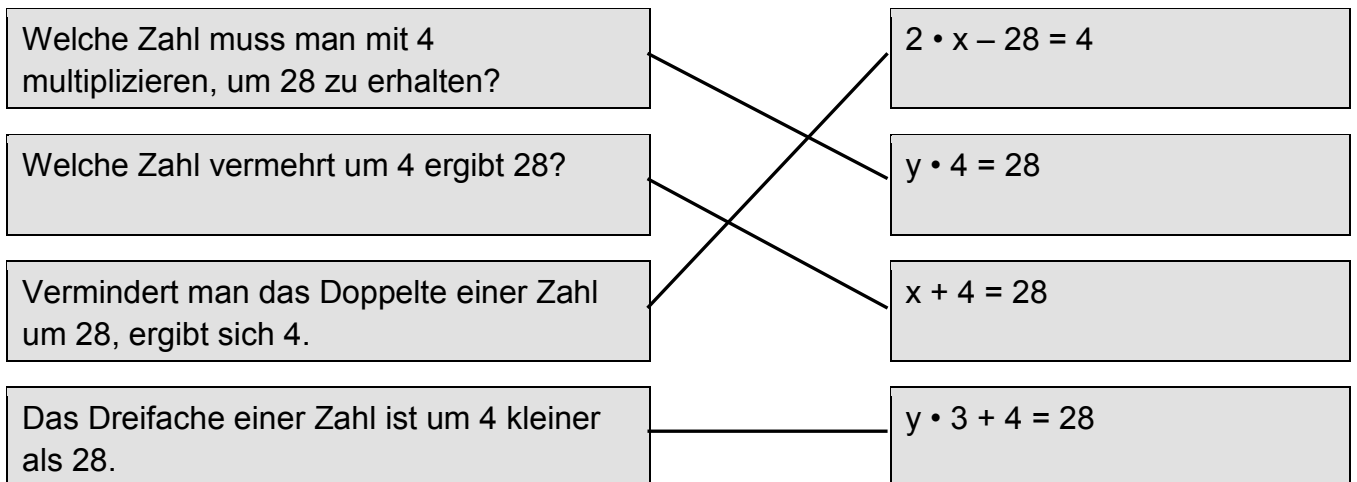 Welche Zahl muss man mit 4
multiplizieren, um 28 zu erhalten?
2 • x – 28 = 4
Welche Zahl vermehrt um 4 ergibt 28?
y • 4 = 28
Vermindert man das Doppelte einer Zahl
um 28, ergibt sich 4.
x + 4 = 28
Das Dreifache einer Zahl ist um 4 kleiner
als 28.
y • 3 + 4 = 28